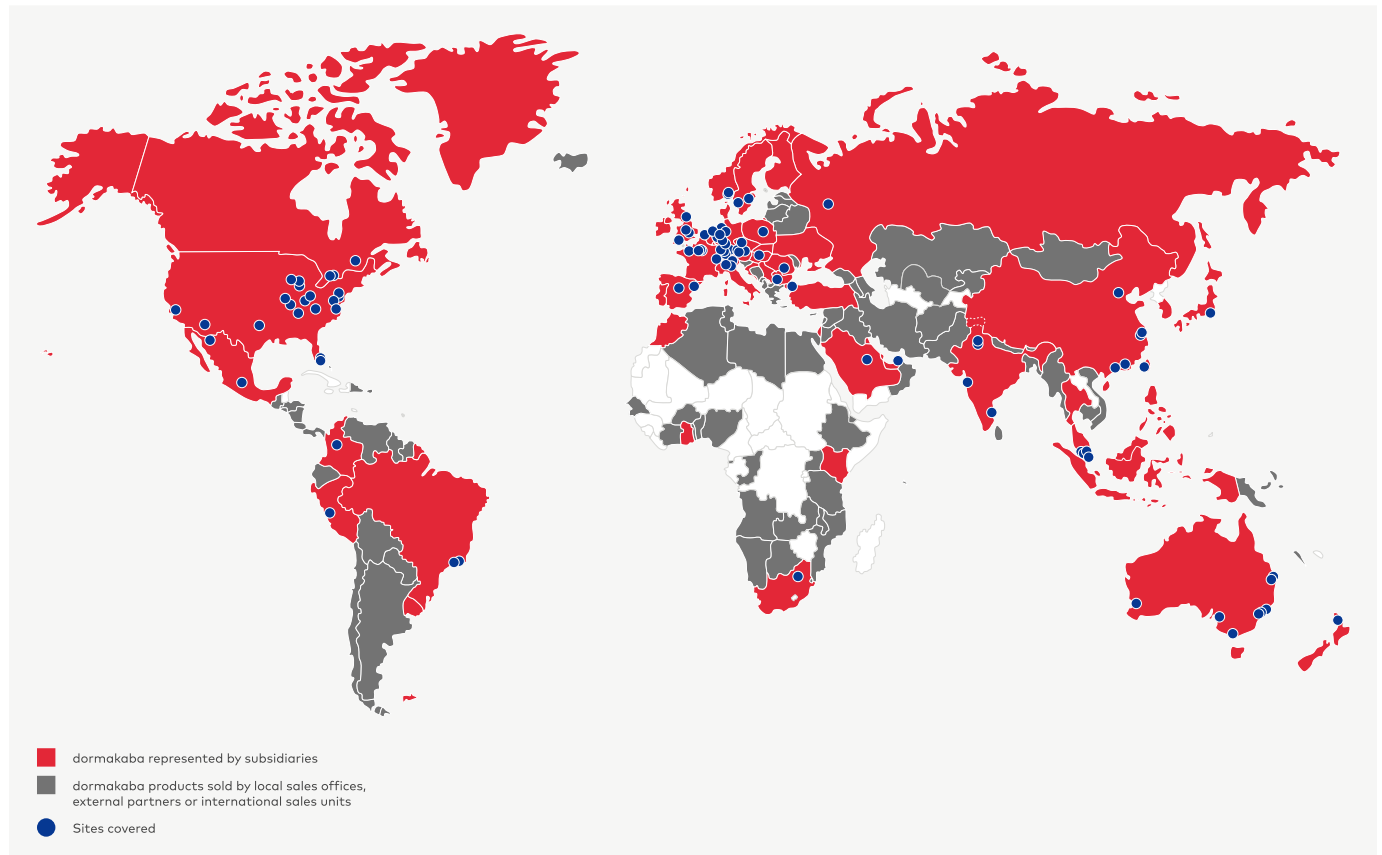 dormakaba represented by subsidiaries
dormakaba products sold by local sales offices,
external partners or international sales units
Sites covered